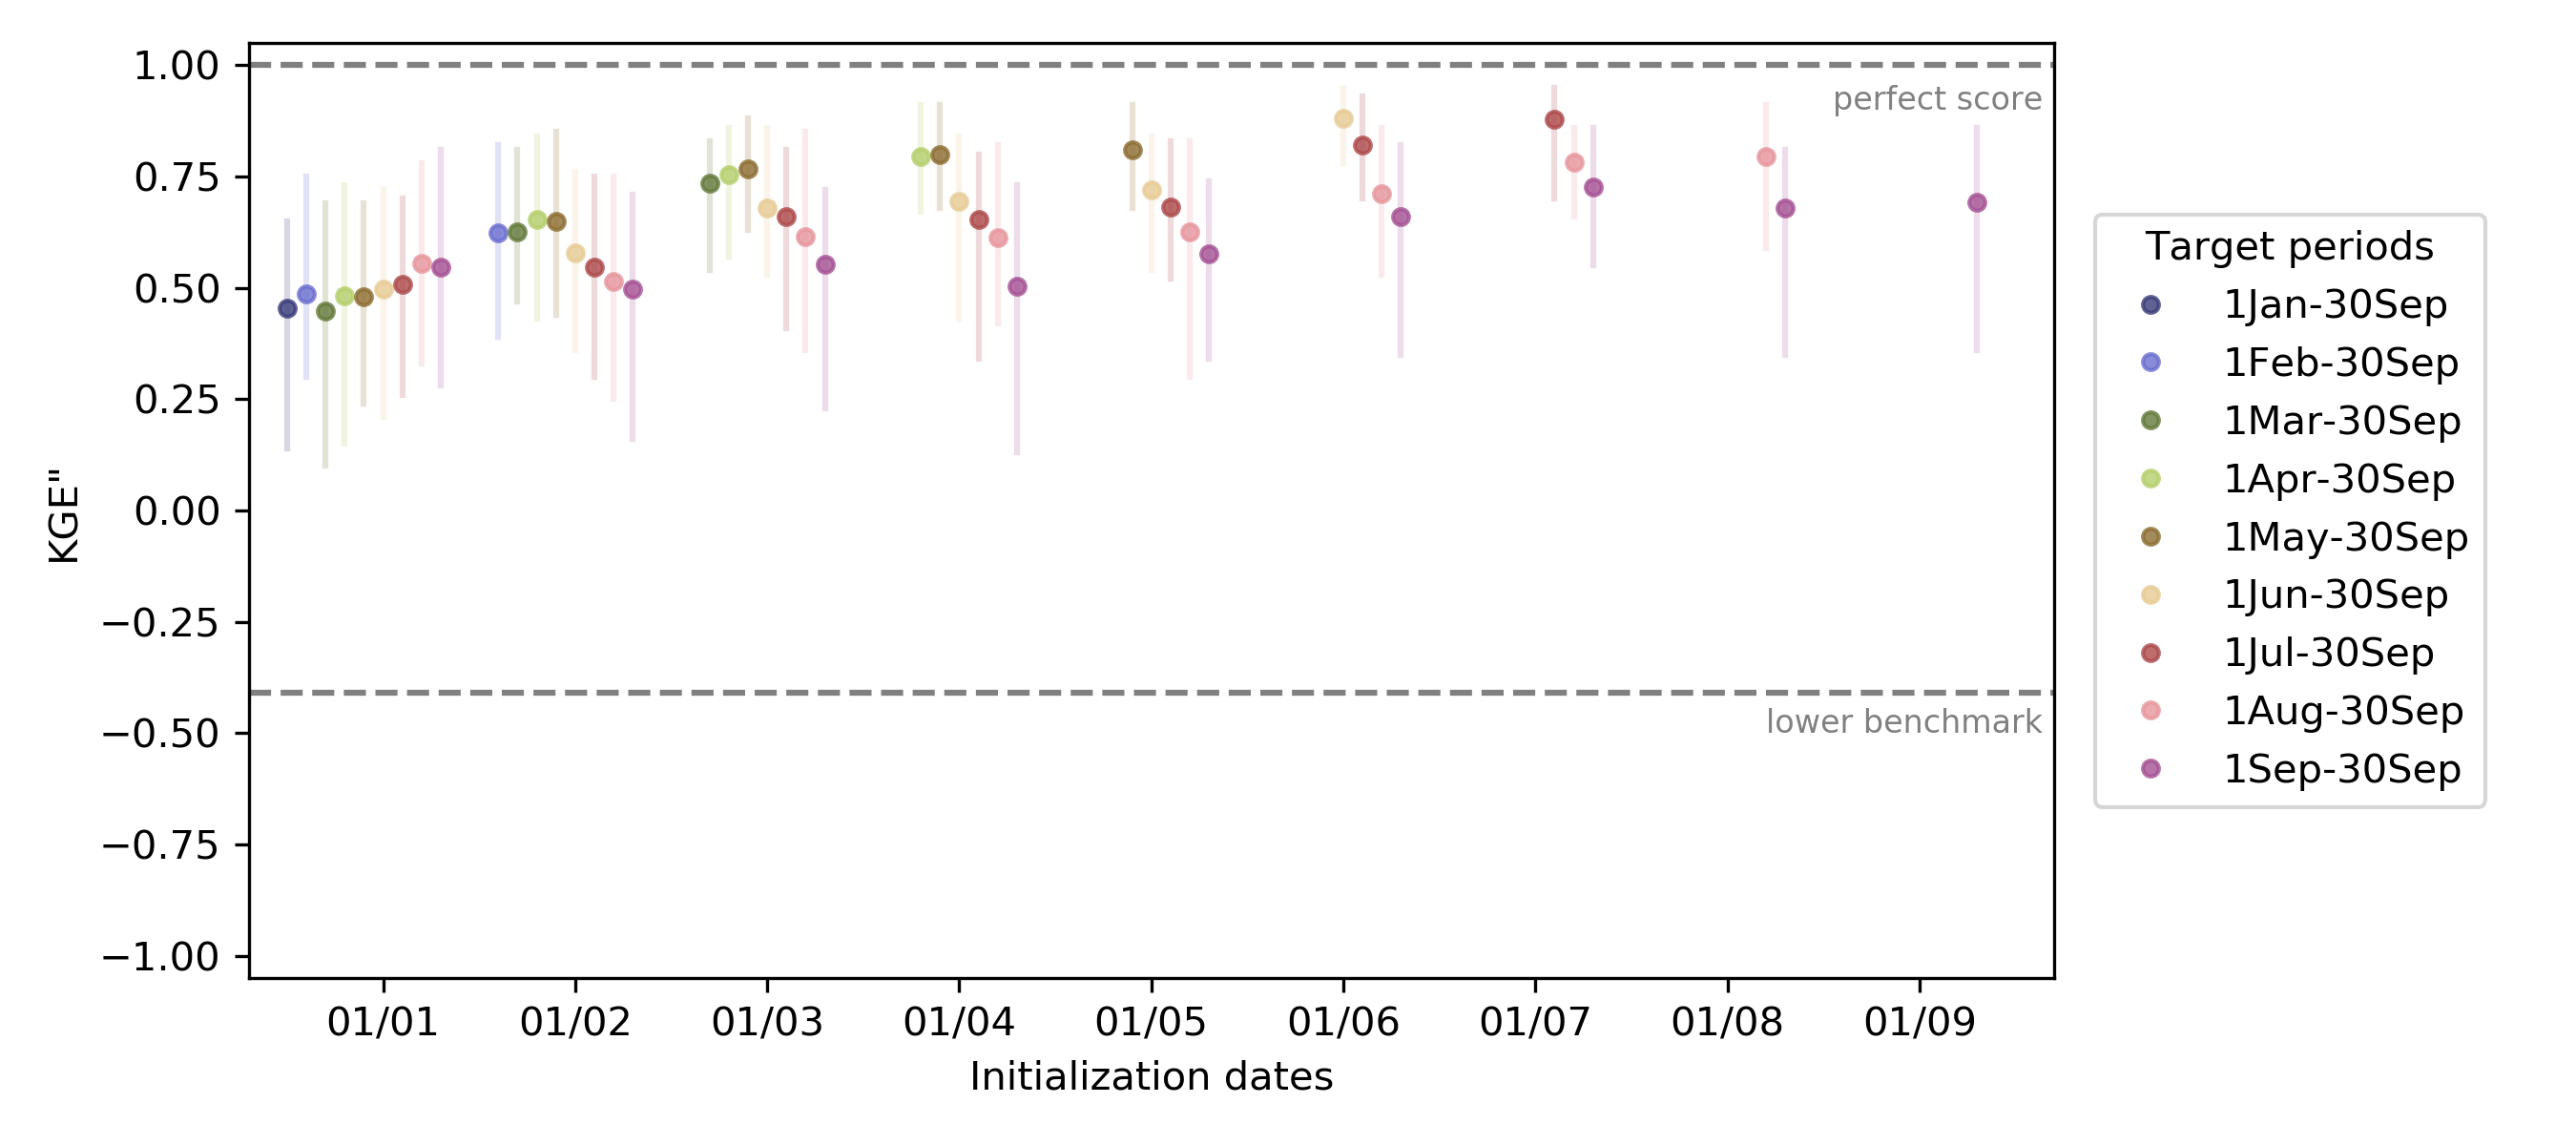 1.00
0.75
0.50
0.25
0.00
−0.25
−0.50
−0.75
−1.00
KGE"
perfect score
lower benchmark
01/01 01/02 01/03 01/04 01/05 01/06 01/07 01/08 01/09
Initialization dates
Target periods
1Jan-30Sep
1Feb-30Sep
1Mar-30Sep
1Apr-30Sep
1May-30Sep
1Jun-30Sep
1Jul-30Sep
1Aug-30Sep
1Sep-30Sep